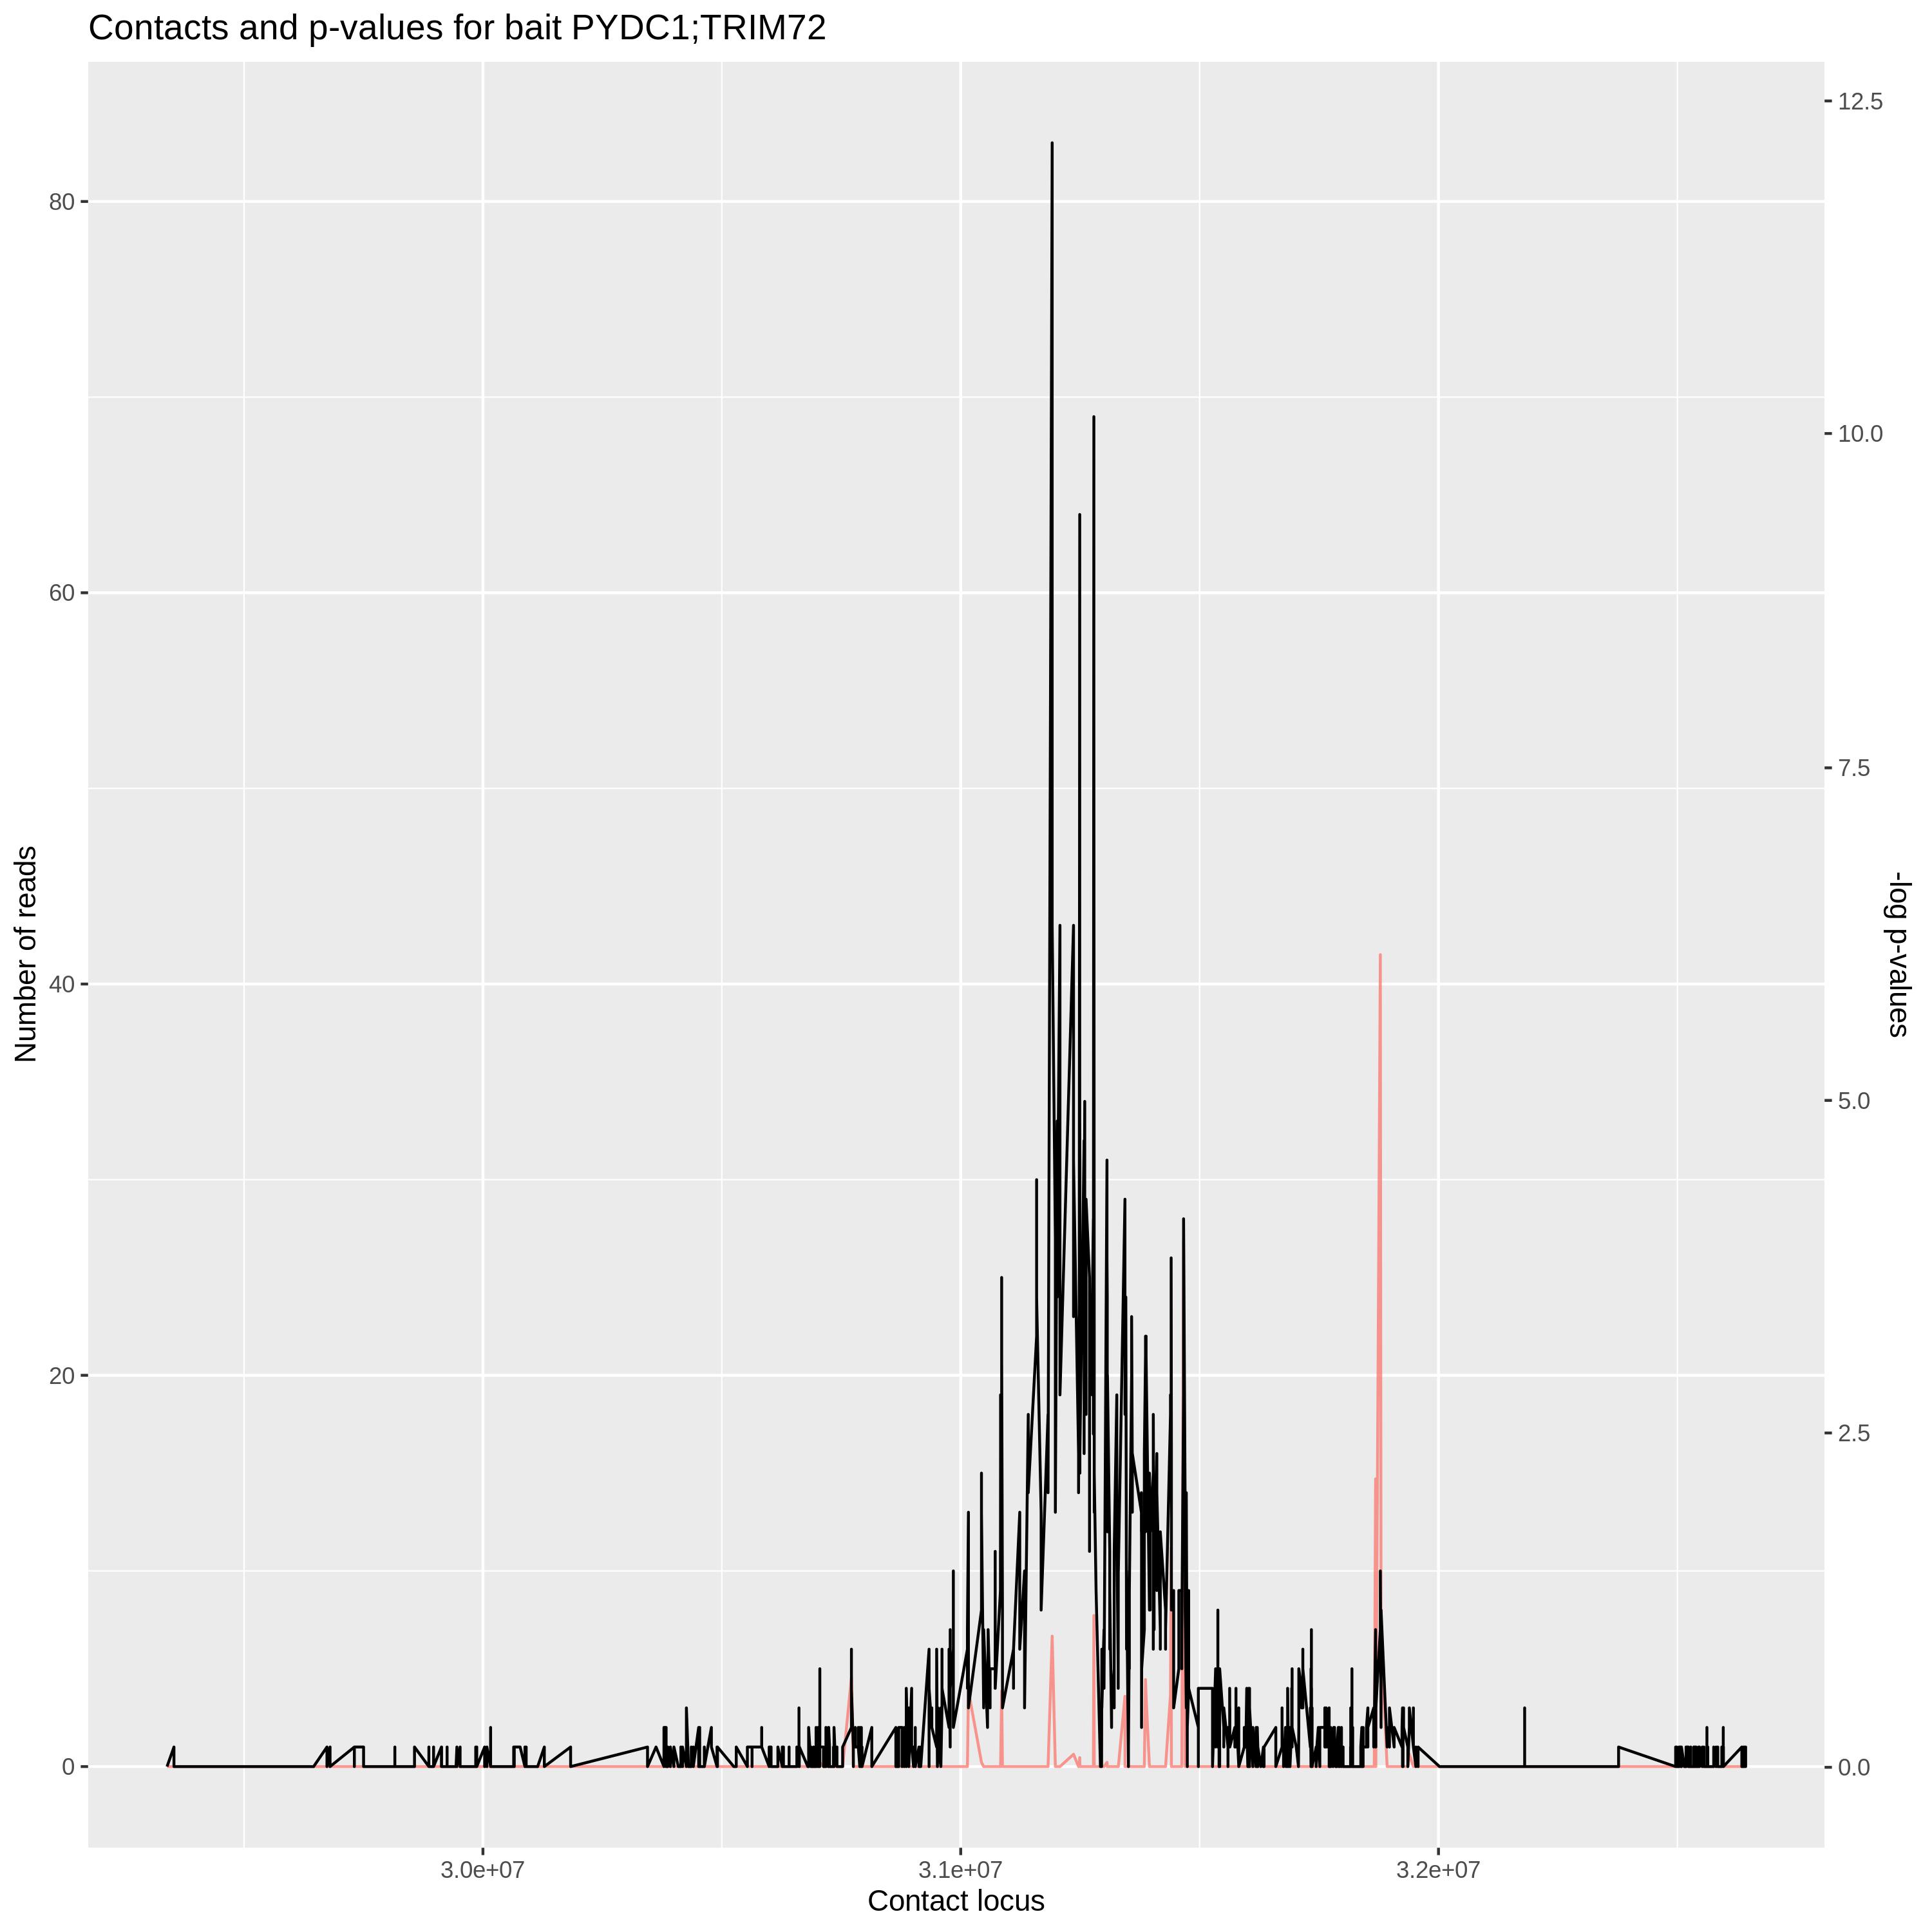 Contacts and p-values for bait PYDC1;TRIM72
80
60
40
20
0
Number of reads
12.5
10.0
7.5
5.0
2.5
0.0
-log p-values
3.0e+07
3.1e+07
3.2e+07
Contact locus